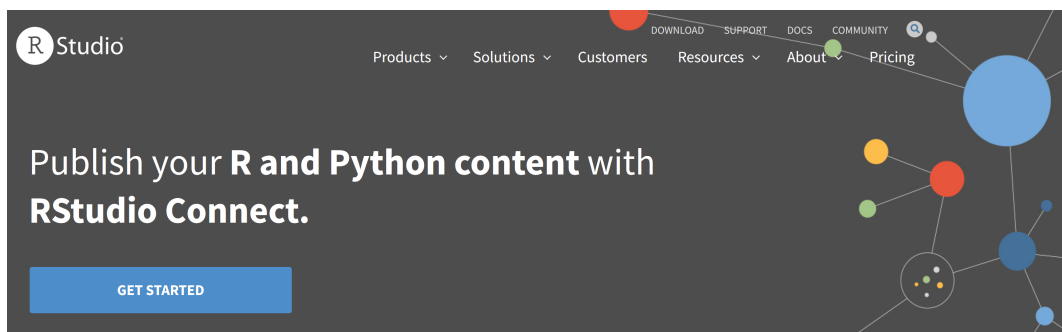 R Studio
DOWNLOAD SUPPORT DOCS COMMUNITY
Products Solutions Customers Resources About Pricing
Publish your R and Python content with
RStudio Connect.
GET STARTED